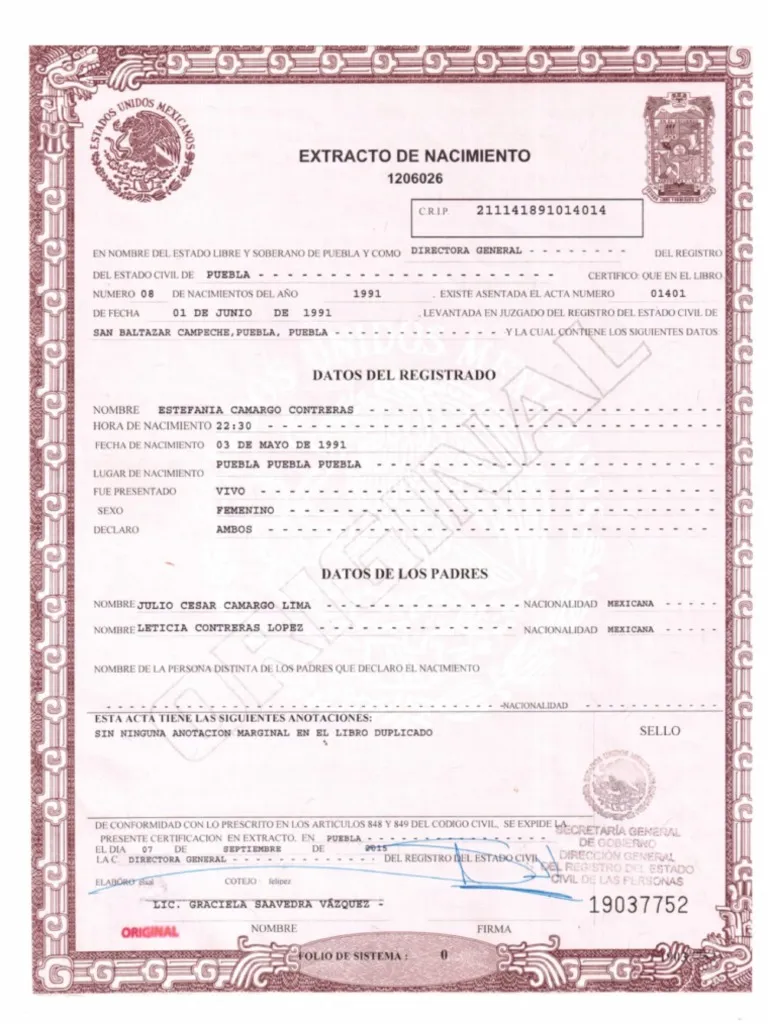 ESTADOS UNIDOS MEXICANOS
EXTRACTO DE NACIMIENTO
1206026
C.R.I.P 211141891014014
EN NOMBRE DEL ESTADO LIBRE Y SOBERANO DE PUEBLA Y COMO DIRECTORA GENERAL - - - - - - - - DEL REGISTRO
DEL ESTADO CIVIL DE PUEBLA - - - - - - - - - - - - - - - - - - - - - CERTIFICO: QUE EN EL LIBRO
NUMERO 08 DE NACIMIENTOS DEL AÑO 1991 . EXISTE ASENTADA EL ACTA NUMERO 01401
DE FECHA 01 DE JUNIO DE 1991 , LEVANTADA EN JUZGADO DEL REGISTRO DEL ESTADO CIVIL DE
SAN BALTAZAR CAMPECHE, PUEBLA, PUEBLA - - - - - - - - - - - - - - Y LA CUAL CONTIENE LOS SIGUIENTES DATOS
DATOS DEL REGISTRADO
NOMBRE ESTEFANIA CAMARGO CONTRERAS - - - - - - - - - - - - - - - - - - - - - - - - -
HORA DE NACIMIENTO 22:30 - - - - - - - - - - - - - - - - - - - - - - - - - - - - - - - - - -
FECHA DE NACIMIENTO 03 DE MAYO DE 1991
LUGAR DE NACIMIENTO PUEBLA PUEBLA PUEBLA - - - - - - - - - - - - - - - - - - - - - - - -
FUE PRESENTADO VIVO - - - - - - - - - - - - - - - - - - - - - - - - - - - - - - - -
SEXO FEMENINO - - - - - - - - - - - - - - - - - - - - - - - - - - - - - -
DECLARO AMBOS - - - - - - - - - - - - - - - - - - - - - - - - - - - - - - -
ORIGINAL
DATOS DE LOS PADRES
NOMBRE JULIO CESAR CAMARGO LIMA - - - - - - - - - - - - - - NACIONALIDAD MEXICANA - - - - -
NOMBRE LETICIA CONTRERAS LOPEZ - - - - - - - - - - - - - - NACIONALIDAD MEXICANA - - - - -
NOMBRE DE LA PERSONA DISTINTA DE LOS PADRES QUE DECLARO EL NACIMIENTO
- - - - - - - - - - - - - - - - - - - - - - - - - - - - - - - -NACIONALIDAD - - - - - - - - - - -
ESTA ACTA TIENE LAS SIGUIENTES ANOTACIONES:
SIN NINGUNA ANOTACION MARGINAL EN EL LIBRO DUPLICADO
SELLO
DE CONFORMIDAD CON LO PRESCRITO EN LOS ARTICULOS 848 Y 849 DEL CODIGO CIVIL, SE EXPIDE LA
PRESENTE CERTIFICACION EN EXTRACTO. EN PUEBLA - - - - - - - - - - - - - - -
EL DIA 07 DE SEPTIEMBRE DE 2015
LA C. DIRECTORA GENERAL - - - - - - - - - - - - DEL REGISTRO DEL ESTADO CIVIL
SECRETARÍA GENERAL
DE GOBIERNO
DIRECCIÓN GENERAL
DEL REGISTRO DEL ESTADO
CIVIL DE LAS PERSONAS
ELABORO COTEJO felipez
LIC. GRACIELA SAAVEDRA VÁZQUEZ -
19037752
ORIGINAL NOMBRE FIRMA
FOLIO DE SISTEMA : 0